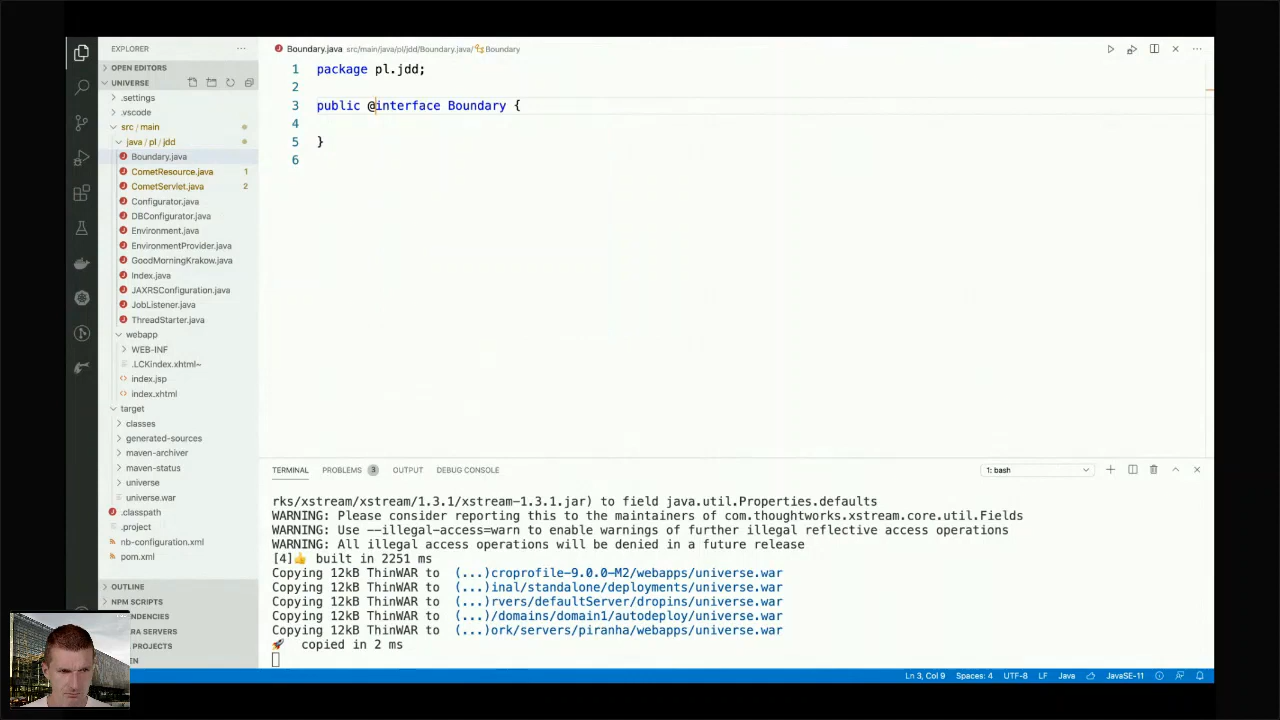 EXPLORER
OPEN EDITORS
UNIVERSE
.settings
.vscode
src / main
java / pl / jdd
Boundary.java
CometResource.java 1
CometServlet.java 2
Configurator.java
DBConfigurator.java
Environment.java
EnvironmentProvider.java
GoodMorningKrakow.java
Index.java
JAXRSConfiguration.java
JobListener.java
ThreadStarter.java
webapp
WEB-INF
.LCKindex.xhtml~
index.jsp
index.xhtml
target
classes
generated-sources
maven-archiver
maven-status
universe
universe.war
.classpath
.project
nb-configuration.xml
pom.xml
OUTLINE
NPM SCRIPTS
NDENCIES
RA SERVERS
PROJECTS
EN
Boundary.java src/main/java/pl/jdd/Boundary.java/ Boundary
1 package pl.jdd;
2
3 public @interface Boundary {
4
5 }
6
TERMINAL PROBLEMS 3 OUTPUT DEBUG CONSOLE 1: bash
rks/xstream/xstream/1.3.1/xstream-1.3.1.jar) to field java.util.Properties.defaults
WARNING: Please consider reporting this to the maintainers of com.thoughtworks.xstream.core.util.Fields
WARNING: Use --illegal-access=warn to enable warnings of further illegal reflective access operations
WARNING: All illegal access operations will be denied in a future release
[4]👍 built in 2251 ms
Copying 12kB ThinWAR to (...)croprofile-9.0.0-M2/webapps/universe.war
Copying 12kB ThinWAR to (...)inal/standalone/deployments/universe.war
Copying 12kB ThinWAR to (...)rvers/defaultServer/dropins/universe.war
Copying 12kB ThinWAR to (...)/domains/domain1/autodeploy/universe.war
Copying 12kB ThinWAR to (...)ork/servers/piranha/webapps/universe.war
🚀 copied in 2 ms
Ln 3, Col 9 Spaces: 4 UTF-8 LF Java JavaSE-11